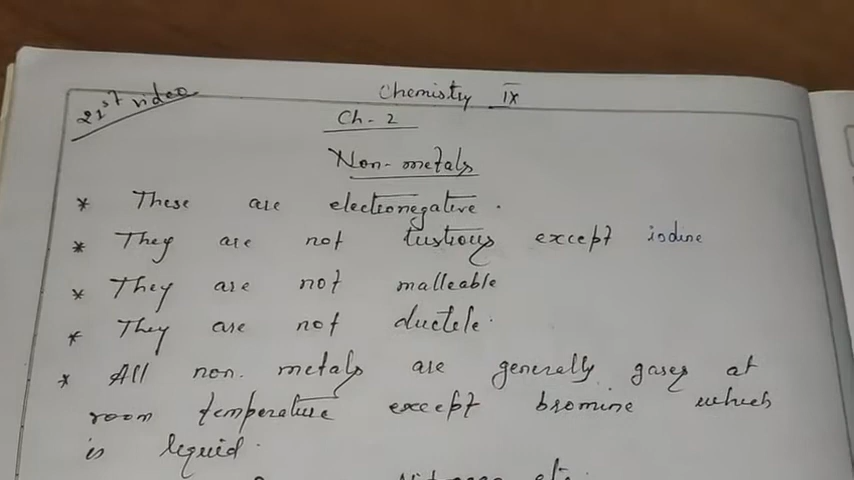 21st video
Chemistry IX
Ch-2
Non-metals
* These are electronegative.
* They are not lustrous except iodine
* They are not malleable
* They are not ductele.
* All non-metals are generally gases at
room temperature except bromine which
is liquid.
Nitrogen etc.